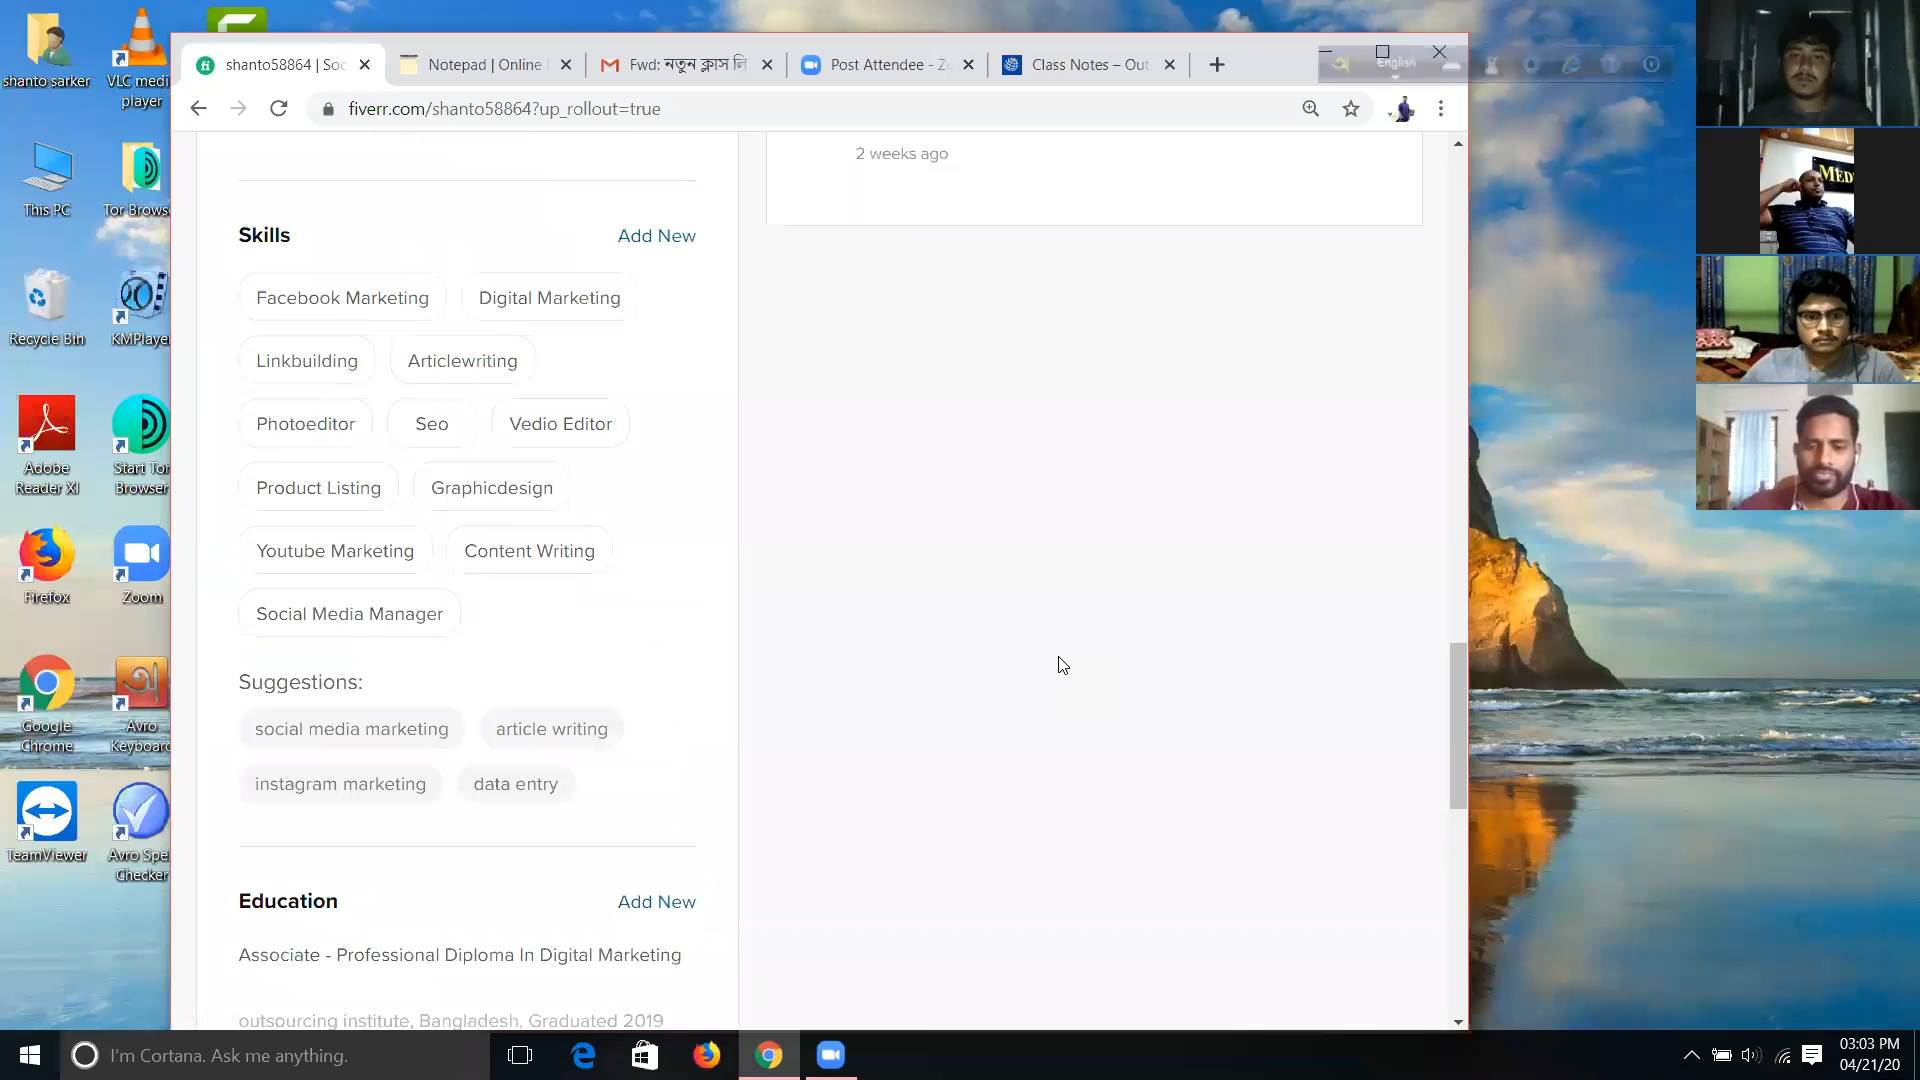 shanto sarker
VLC media
player
This PC
Recycle Bin
KMPlayer
Adobe
Reader XI
Start Tor
Browser
Firefox
Zoom
Google
Chrome
Avro
Keyboard
TeamViewer
Avro Spe
Checker
shanto58864 | Soc
Notepad | Online
Fwd: নতুন ক্লাস লি
Post Attendee - Z
Class Notes – Out
English
fiverr.com/shanto58864?up_rollout=true
2 weeks ago
Skills
Add New
Facebook Marketing
Digital Marketing
Linkbuilding
Articlewriting
Photoeditor
Seo
Vedio Editor
Product Listing
Graphicdesign
Youtube Marketing
Content Writing
Social Media Manager
Suggestions:
social media marketing
article writing
instagram marketing
data entry
Education
Add New
Associate - Professional Diploma In Digital Marketing
outsourcing institute, Bangladesh, Graduated 2019
MED
I'm Cortana. Ask me anything.
03:03 PM
04/21/20